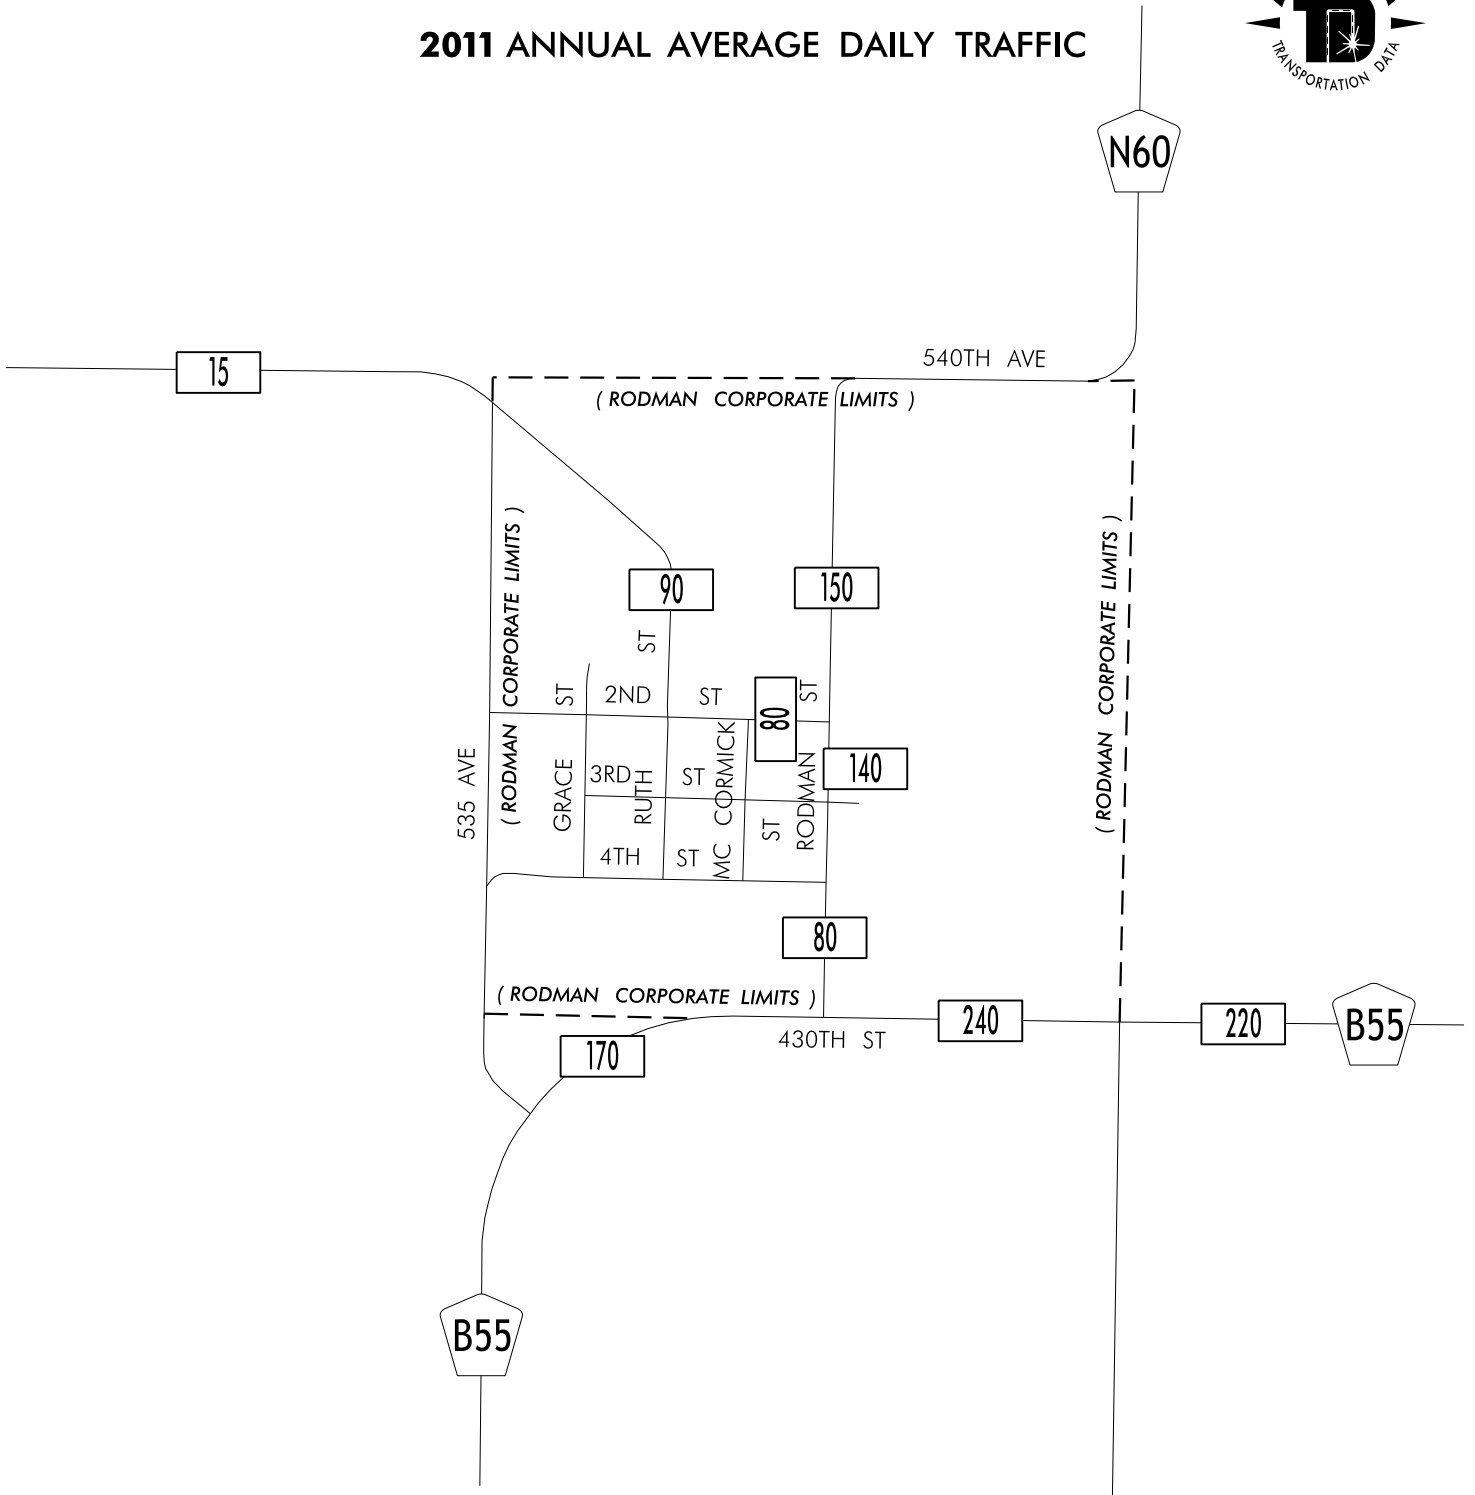 2011 ANNUAL AVERAGE DAILY TRAFFIC
TD
TRANSPORTATION DATA
N60
15
540TH AVE
( RODMAN CORPORATE LIMITS )
( RODMAN CORPORATE LIMITS )
( RODMAN CORPORATE LIMITS )
90
150
2ND ST
80
140
535 AVE
GRACE ST
3RD ST
RUTH ST
MC CORMICK ST
RODMAN ST
4TH ST
80
( RODMAN CORPORATE LIMITS )
240
220
B55
430TH ST
170
B55